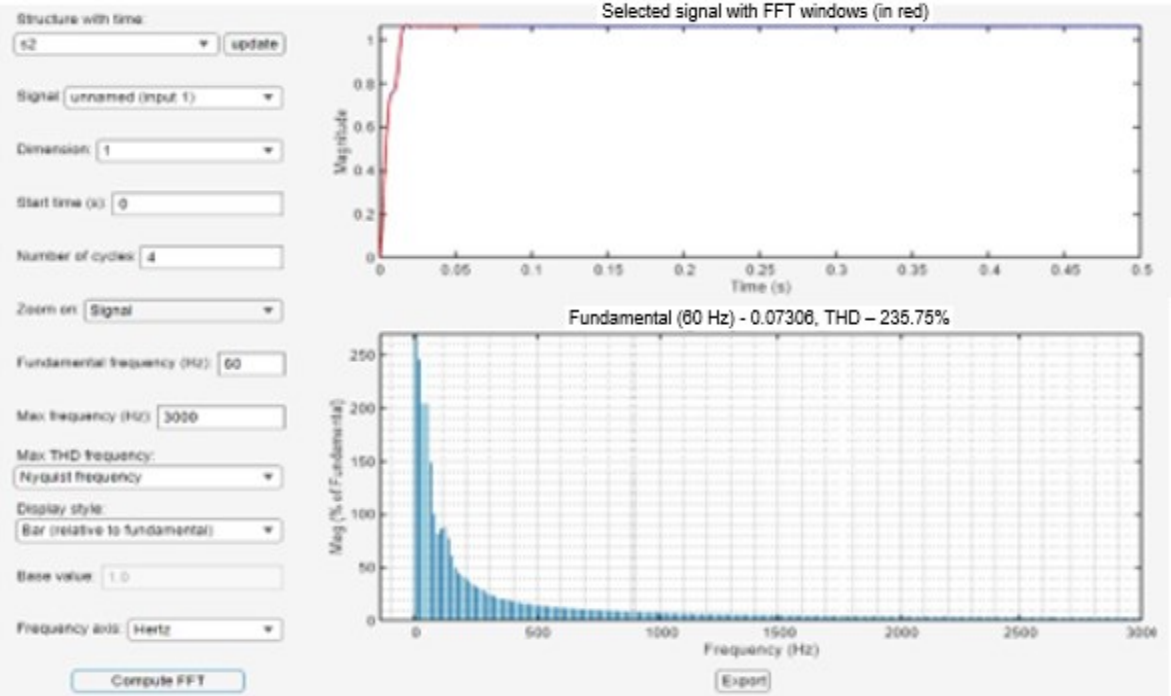 Structure with time:
s2
update
Signal: unnamed (input 1)
Dimension: 1
Start time (s): 0
Number of cycles: 4
Zoom on: Signal
Fundamental frequency (Hz): 60
Max frequency (Hz): 3000
Max THD frequency:
Nyquist frequency
Display style:
Bar (relative to fundamental)
Base value: 1.0
Frequency axis: Hertz
Compute FFT
Selected signal with FFT windows (in red)
1
0.8
0.6
0.4
0.2
0
Magnitude
0 0.05 0.1 0.15 0.2 0.25 0.3 0.35 0.4 0.45 0.5
Time (s)
Fundamental (60 Hz) - 0.07306, THD – 235.75%
250
200
150
100
50
0
Mag (% of Fundamental)
0 500 1000 1500 2000 2500 3000
Frequency (Hz)
Export